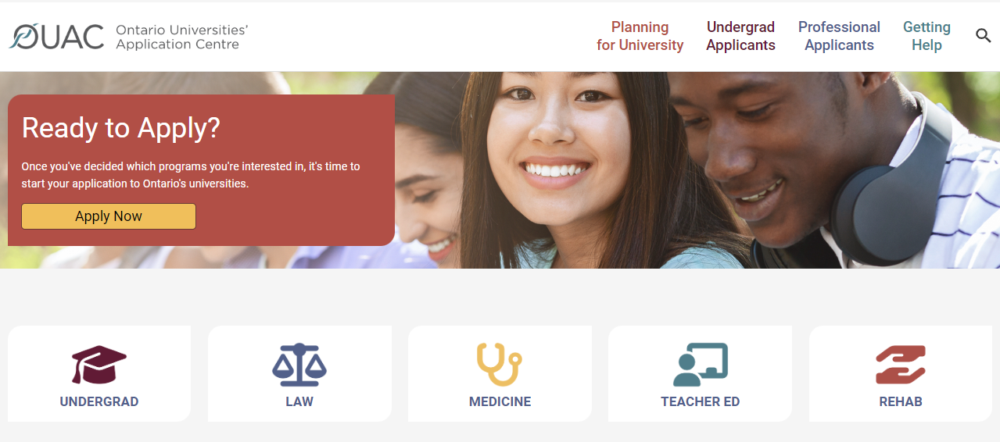 OUAC
Ontario Universities'
Application Centre
Planning
for University
Undergrad
Applicants
Professional
Applicants
Getting
Help
Ready to Apply?
Once you've decided which programs you're interested in, it's time to
start your application to Ontario's universities.
Apply Now
UNDERGRAD
LAW
MEDICINE
TEACHER ED
REHAB